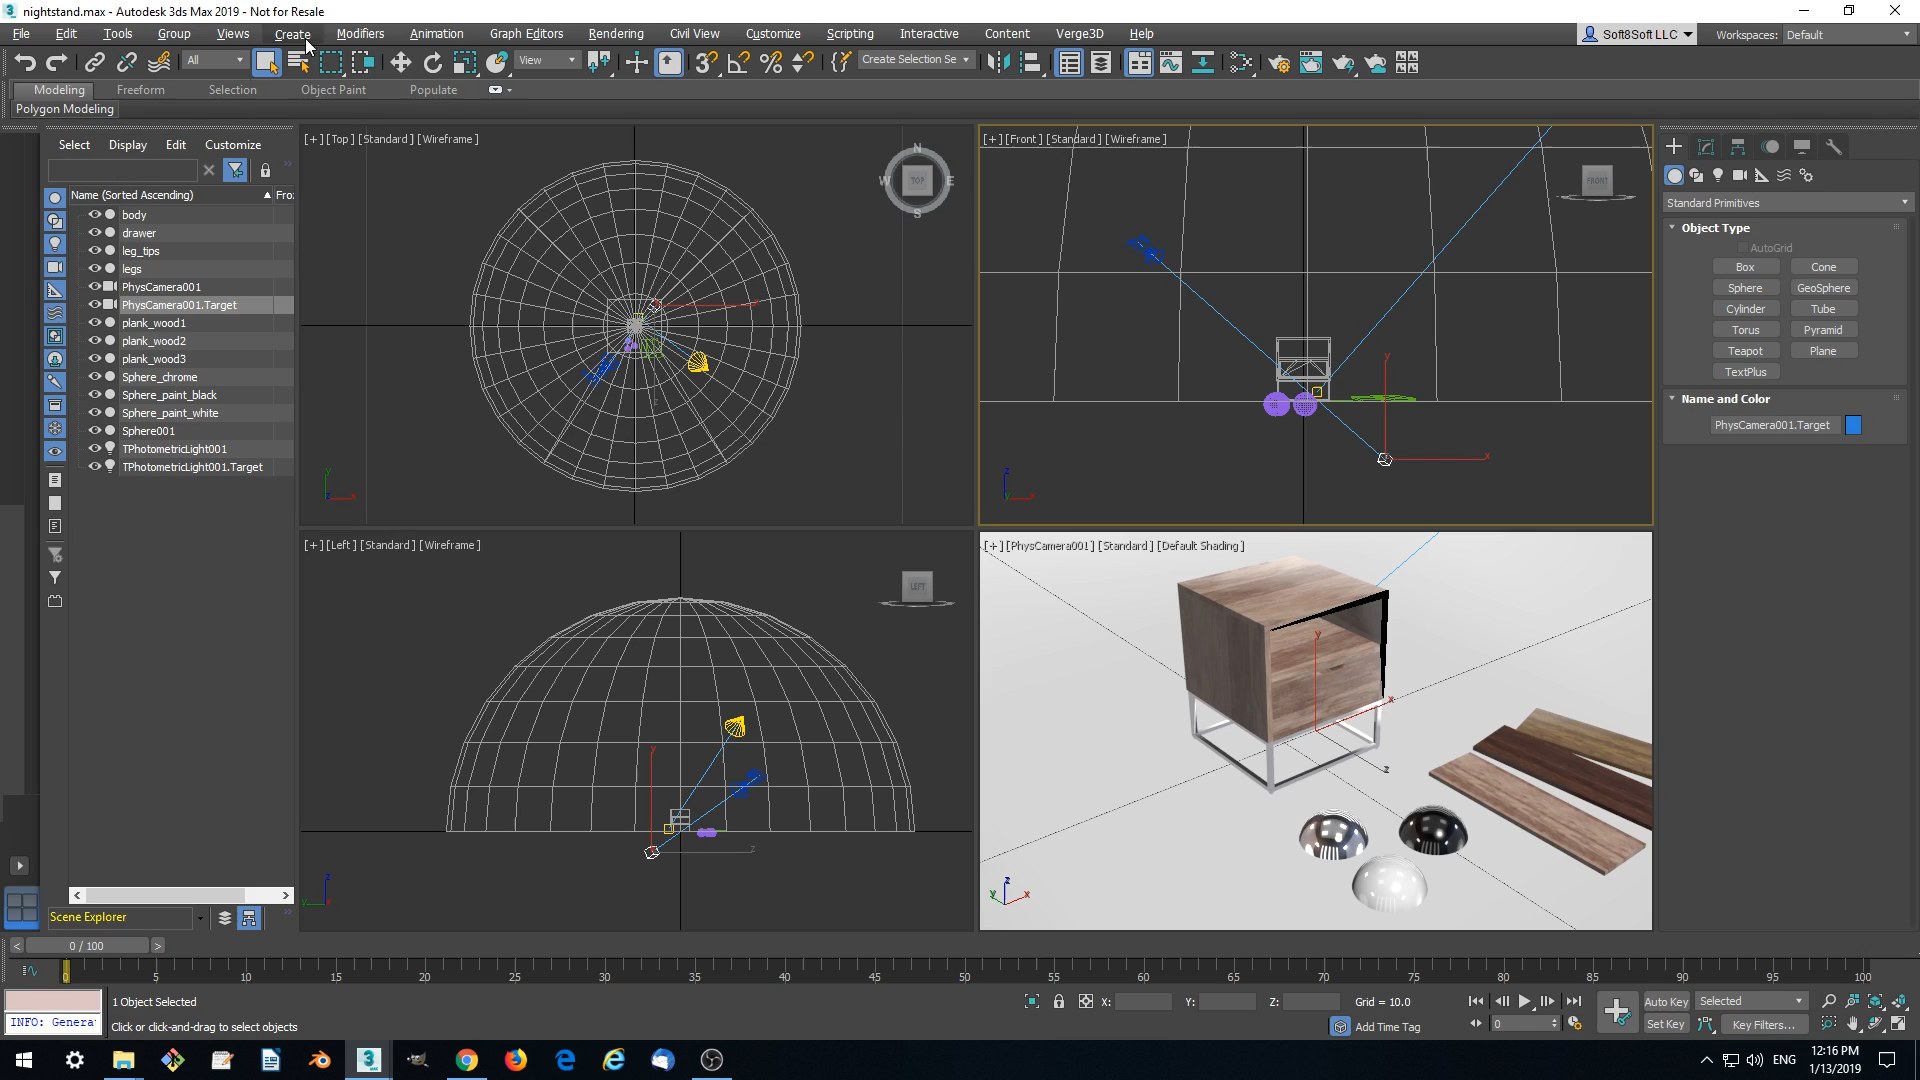 nightstand.max - Autodesk 3ds Max 2019 - Not for Resale
File Edit Tools Group Views Create Modifiers Animation Graph Editors Rendering Civil View Customize Scripting Interactive Content Verge3D Help Soft8Soft LLC Workspaces: Default
All View Create Selection Se
Modeling Freeform Selection Object Paint Populate
Polygon Modeling
Select Display Edit Customize
Name (Sorted Ascending) Fro
body
drawer
leg_tips
legs
PhysCamera001
PhysCamera001.Target
plank_wood1
plank_wood2
plank_wood3
Sphere_chrome
Sphere_paint_black
Sphere_paint_white
Sphere001
TPhotometricLight001
TPhotometricLight001.Target
Scene Explorer
[+] [Top] [Standard] [Wireframe]
N
W TOP E
S
y
x
z
[+] [Front] [Standard] [Wireframe]
FRONT
y
x
z
[+] [Left] [Standard] [Wireframe]
LEFT
y
z
z
[+] [PhysCamera001] [Standard] [Default Shading]
y
x
z
z
y x
Standard Primitives
Object Type
AutoGrid
Box Cone
Sphere GeoSphere
Cylinder Tube
Torus Pyramid
Teapot Plane
TextPlus
Name and Color
PhysCamera001.Target
< 0 / 100 >
0 5 10 15 20 25 30 35 40 45 50 55 60 65 70 75 80 85 90 95 100
1 Object Selected X: Y: Z: Grid = 10.0 Auto Key Selected
INFO: Genera Click or click-and-drag to select objects Add Time Tag 0 Set Key Key Filters...
ENG 12:16 PM
1/13/2019